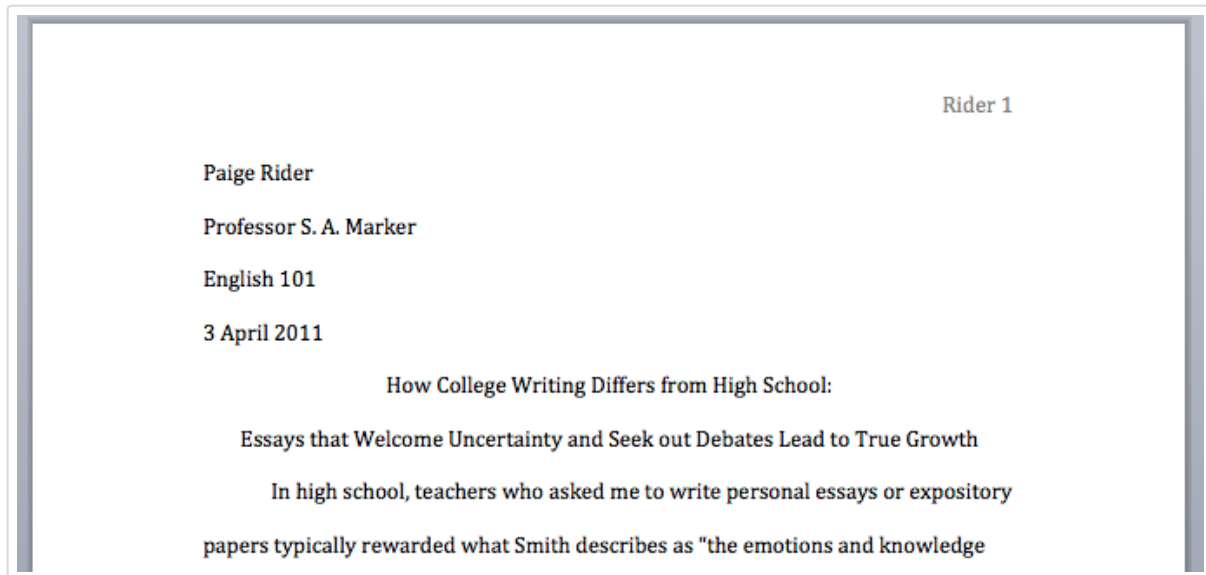 Rider 1
Paige Rider
Professor S. A. Marker
English 101
3 April 2011
How College Writing Differs from High School:
Essays that Welcome Uncertainty and Seek out Debates Lead to True Growth
In high school, teachers who asked me to write personal essays or expository
papers typically rewarded what Smith describes as "the emotions and knowledge